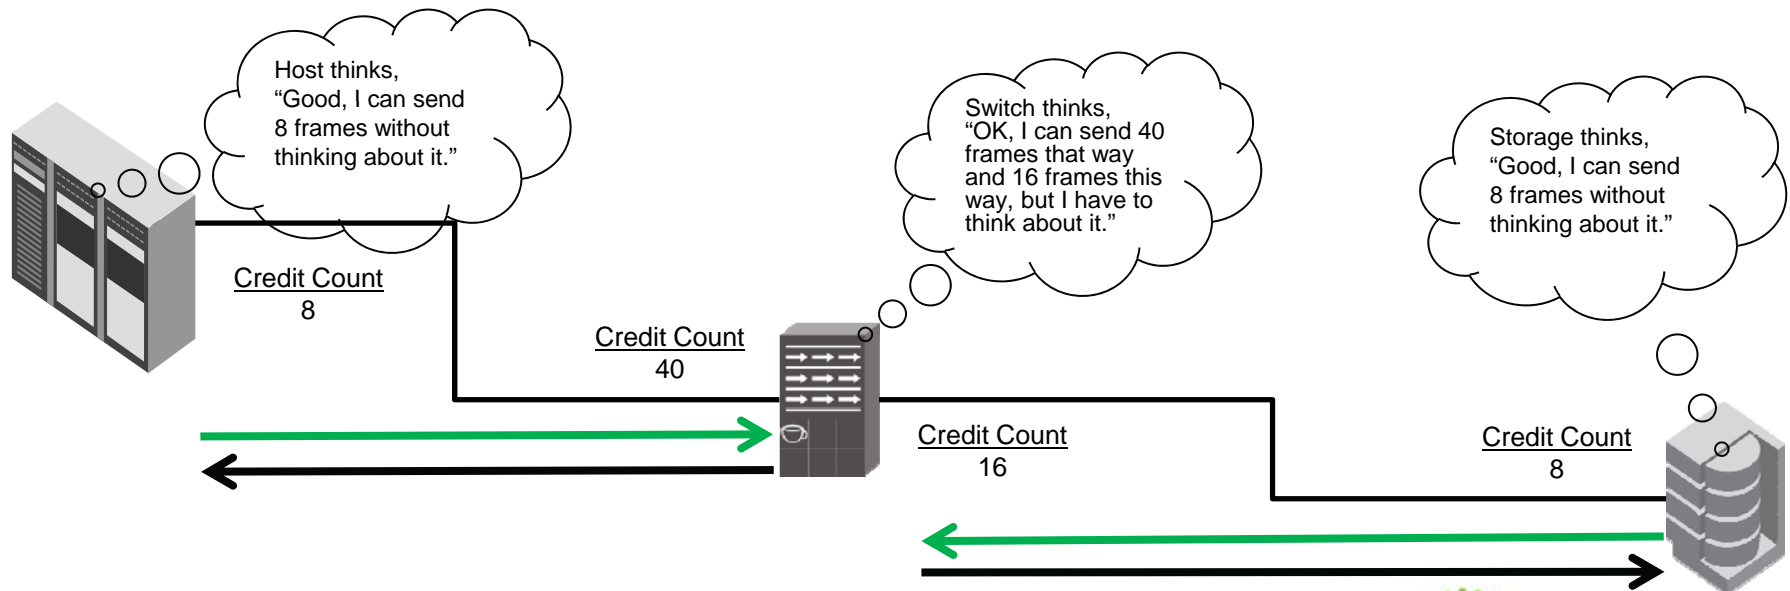 Host thinks,
“Good, I can send
8 frames without
thinking about it.”
Switch thinks,
“OK, I can send 40
frames that way
and 16 frames this
way, but I have to
think about it.”
Storage thinks,
“Good, I can send
8 frames without
thinking about it.”
Credit Count
8
Credit Count
40
Credit Count
16
Credit Count
8